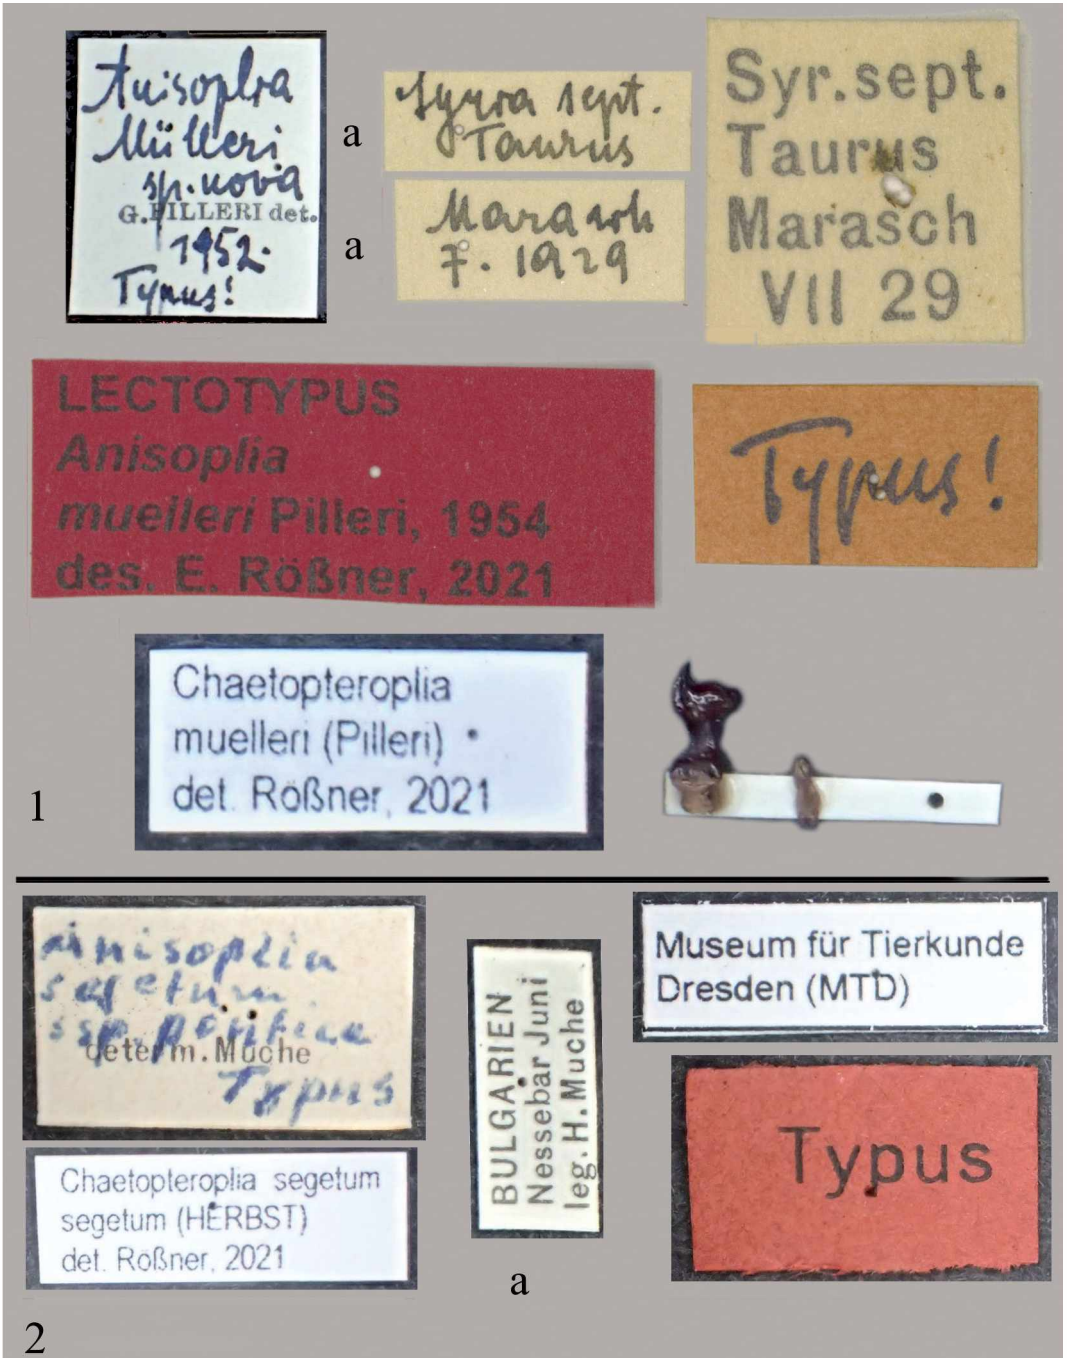 Anisoplia
Mülleri
sp. nova
G. PILLERI det.
1952.
Typus!
a
Syria sept.
Taurus
a
Marasch
7. 1929
Syr.sept.
Taurus
Marasch
VII 29
LECTOTYPUS
Anisoplia
muelleri Pilleri, 1954
des. E. Rößner, 2021
Typus!
Chaetopteroplia
muelleri (Pilleri)
det. Rößner, 2021
1
Anisoplia
segetum
ssp. pontica
determ. Muche
Typus
BULGARIEN
Nessebar Juni
leg. H. Muche
Museum für Tierkunde
Dresden (MTD)
Chaetopteroplia segetum
segetum (HERBST)
det. Rößner, 2021
a
Typus
2